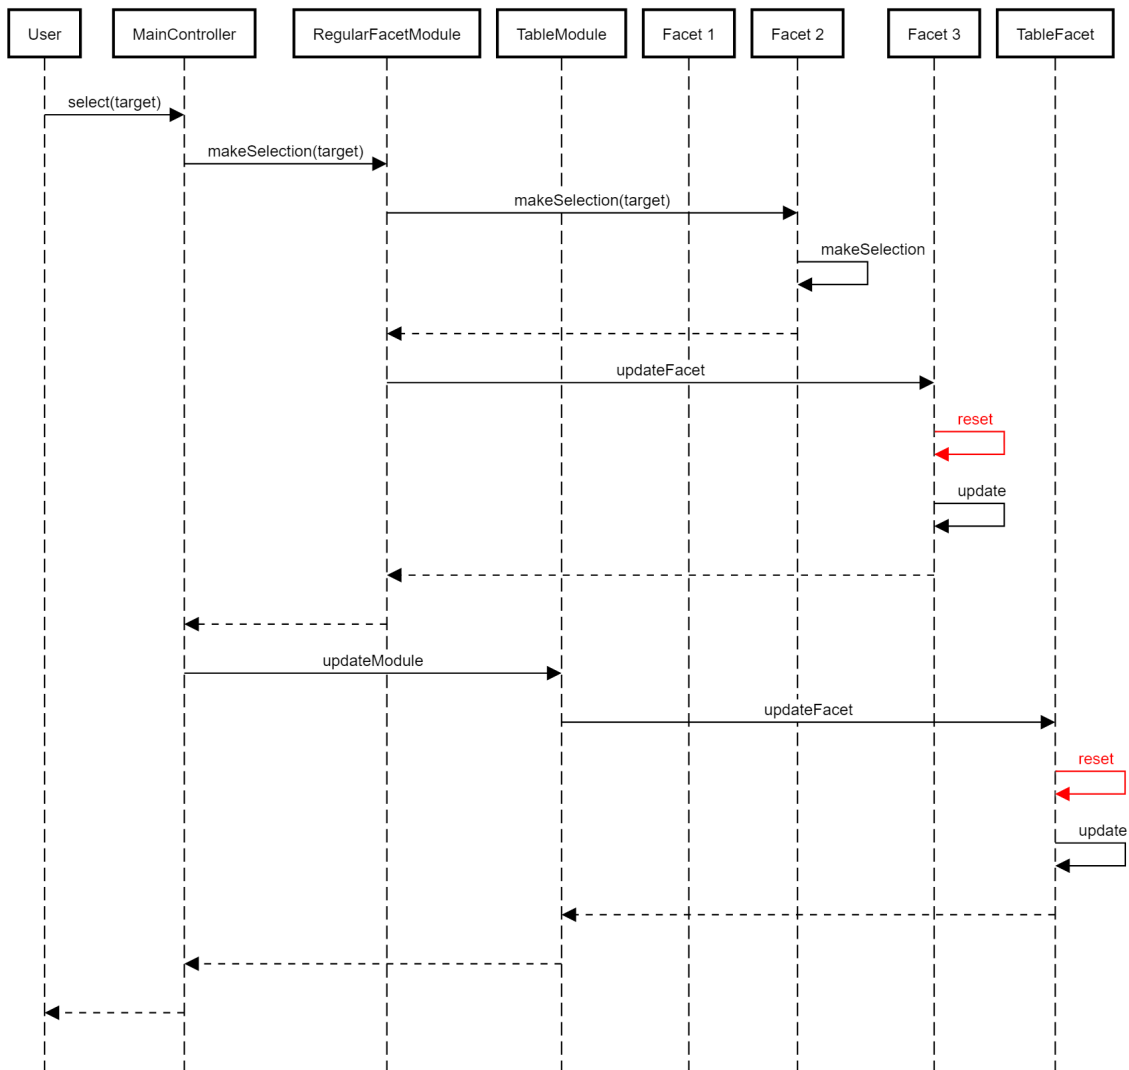 User
MainController
RegularFacetModule
TableModule
Facet 1
Facet 2
Facet 3
TableFacet
select(target)
makeSelection(target)
makeSelection(target)
makeSelection
updateFacet
reset
update
updateModule
updateFacet
reset
update